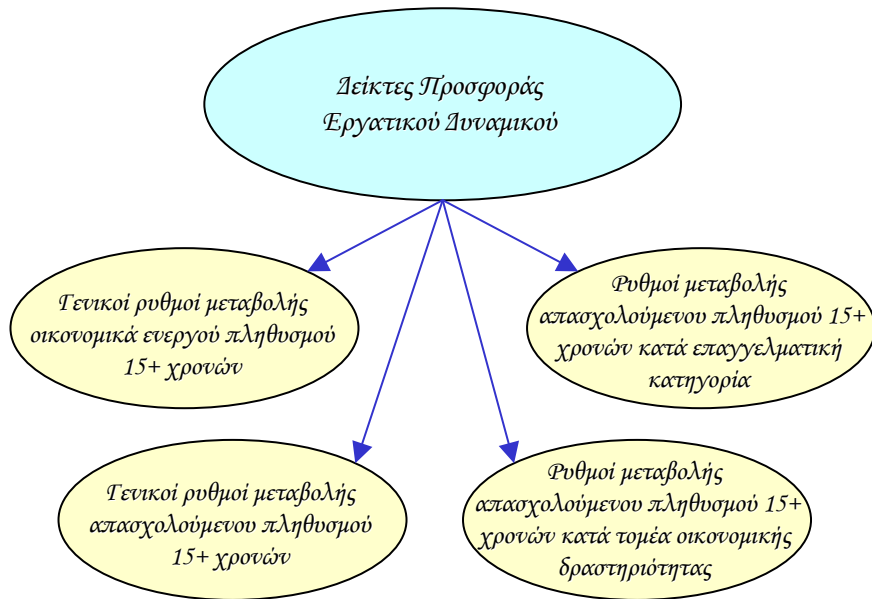 Δείκτες Προσφοράς
Εργατικού Δυναμικού
Γενικοί ρυθμοί μεταβολής
οικονομικά ενεργού πληθυσμού
15+ χρονών
Ρυθμοί μεταβολής
απασχολούμενου πληθυσμού 15+
χρονών κατά επαγγελματική
κατηγορία
Γενικοί ρυθμοί μεταβολής
απασχολούμενου πληθυσμού
15+ χρονών
Ρυθμοί μεταβολής
απασχολούμενου πληθυσμού 15+
χρονών κατά τομέα οικονομικής
δραστηριότητας